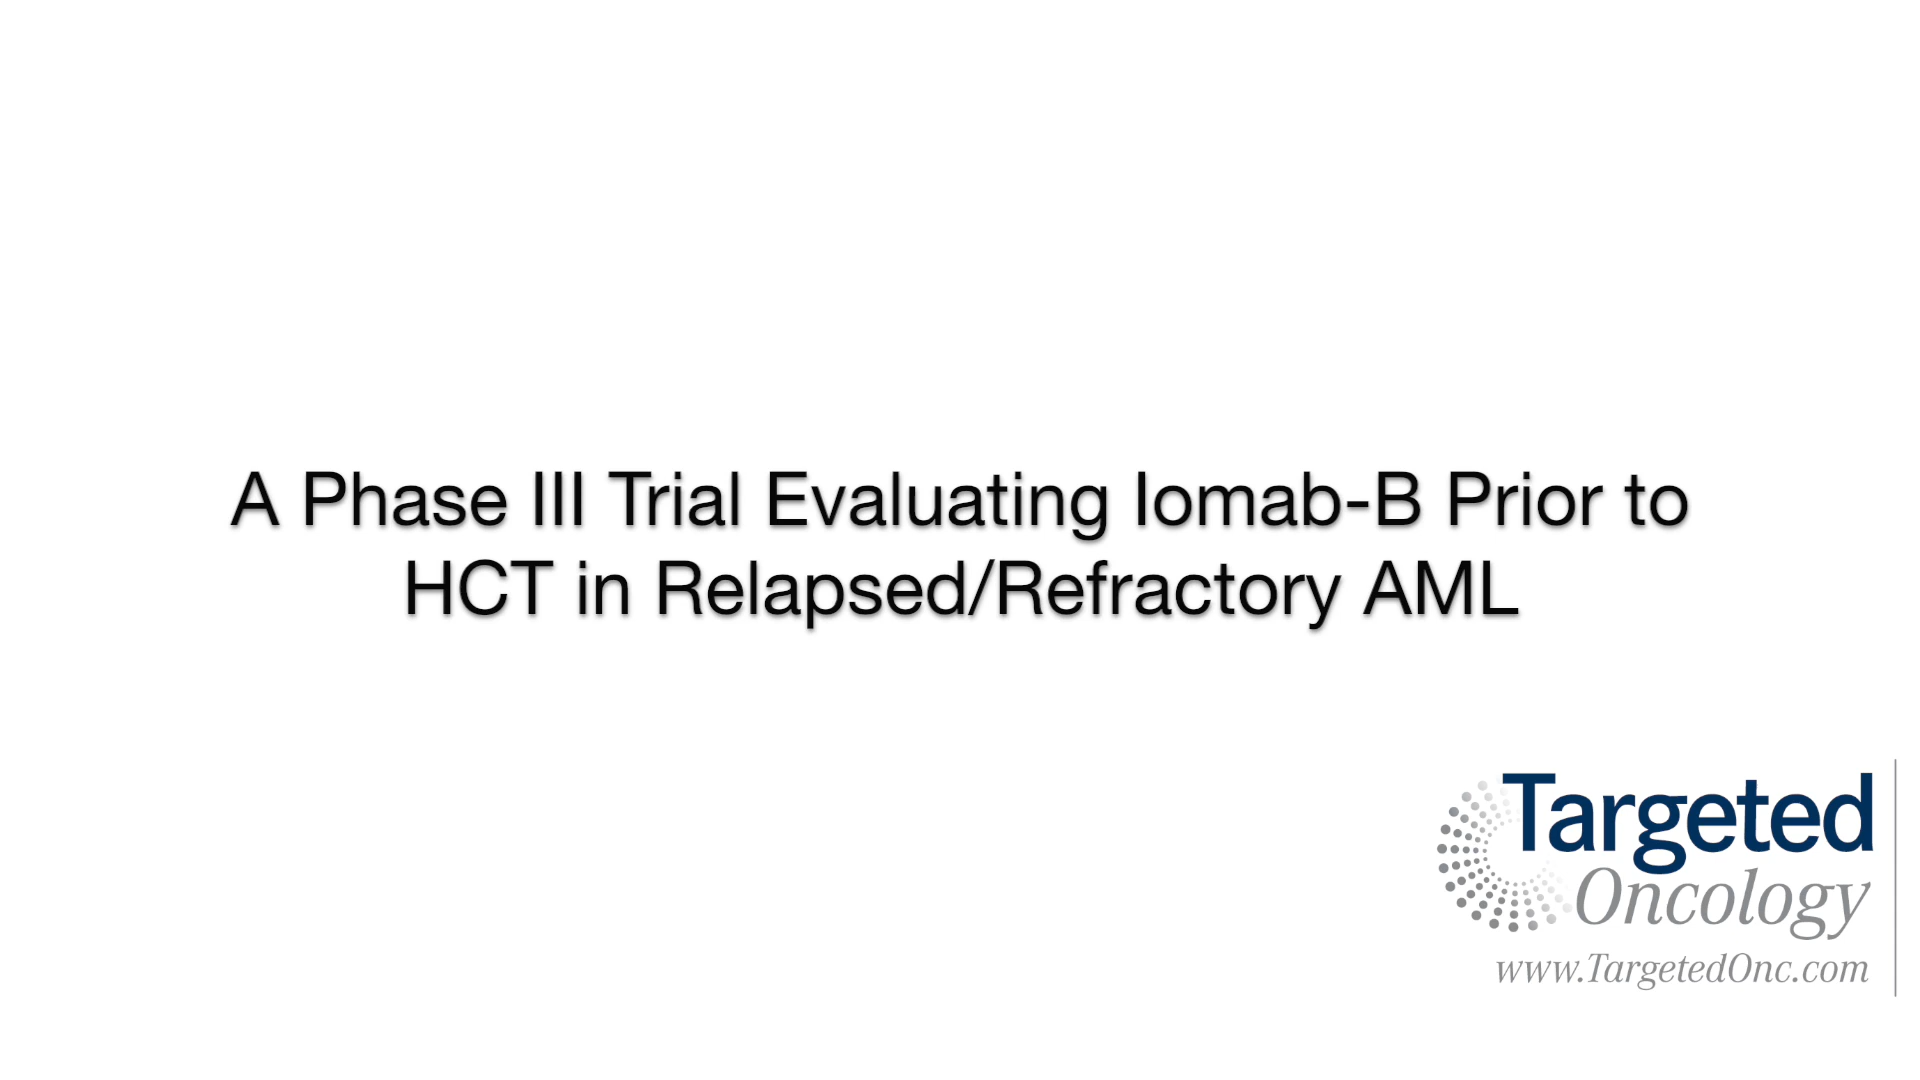 A Phase III Trial Evaluating Iomab-B Prior to
HCT in Relapsed/Refractory AML
Targeted
Oncology
www.TargetedOnc.com